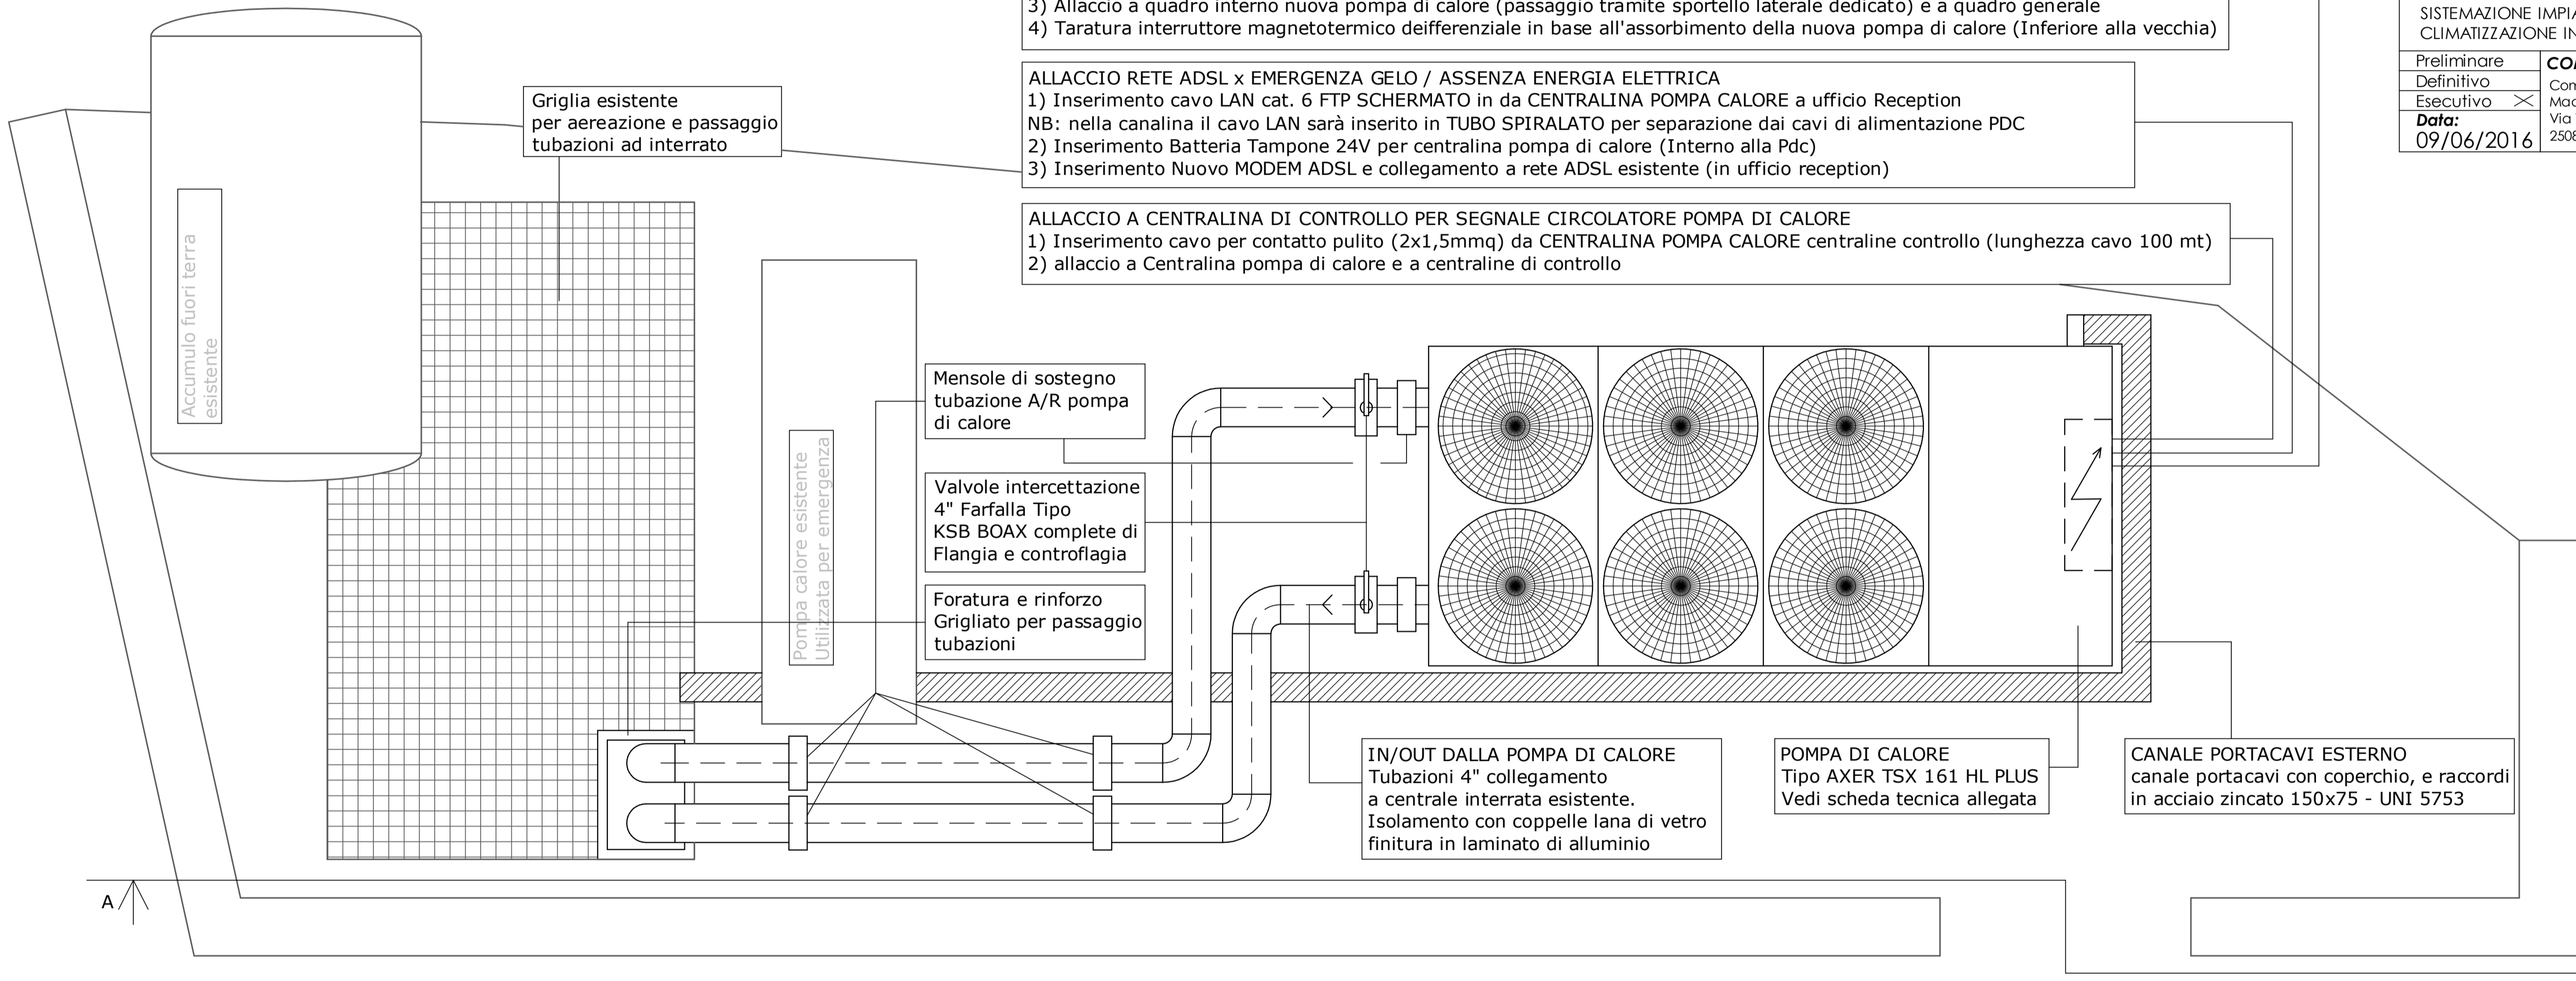 3) Allaccio a quadro interno nuova pompa di calore (passaggio tramite sportello laterale dedicato) e a quadro generale
4) Taratura interruttore magnetotermico deifferenziale in base all'assorbimento della nuova pompa di calore (Inferiore alla vecchia)
SISTEMAZIONE
CLIMATIZZAZIONE
Preliminare
Definitivo
Esecutivo
Data:
09/06/2016
Via
ALLACCIO RETE ADSL x EMERGENZA GELO / ASSENZA ENERGIA ELETTRICA
1) Inserimento cavo LAN cat. 6 FTP SCHERMATO in da CENTRALINA POMPA CALORE a ufficio Reception
NB: nella canalina il cavo LAN sarà inserito in TUBO SPIRALATO per separazione dai cavi di alimentazione PDC
2) Inserimento Batteria Tampone 24V per centralina pompa di calore (Interno alla Pdc)
3) Inserimento Nuovo MODEM ADSL e collegamento a rete ADSL esistente (in ufficio reception)
Griglia esistente
per aereazione e passaggio
tubazioni ad interrato
ALLACCIO A CENTRALINA DI CONTROLLO PER SEGNALE CIRCOLATORE POMPA DI CALORE
1) Inserimento cavo per contatto pulito (2x1,5mmq) da CENTRALINA POMPA CALORE centraline controllo (lunghezza cavo 100 mt)
2) allaccio a Centralina pompa di calore e a centraline di controllo
Accumulo fuori terra
esistente
Pompa calore esistente
Utilizzata per emergenza
Mensole di sostegno
tubazione A/R pompa
di calore
Valvole intercettazione
4" Farfalla Tipo
KSB BOAX complete di
Flangia e controflagia
Foratura e rinforzo
Grigliato per passaggio
tubazioni
IN/OUT DALLA POMPA DI CALORE
Tubazioni 4" collegamento
a centrale interrata esistente.
Isolamento con coppelle lana di vetro
finitura in laminato di alluminio
POMPA DI CALORE
Tipo AXER TSX 161 HL PLUS
Vedi scheda tecnica allegata
CANALE PORTACAVI ESTERNO
canale portacavi con coperchio, e raccordi
in acciaio zincato 150x75 - UNI 5753
A